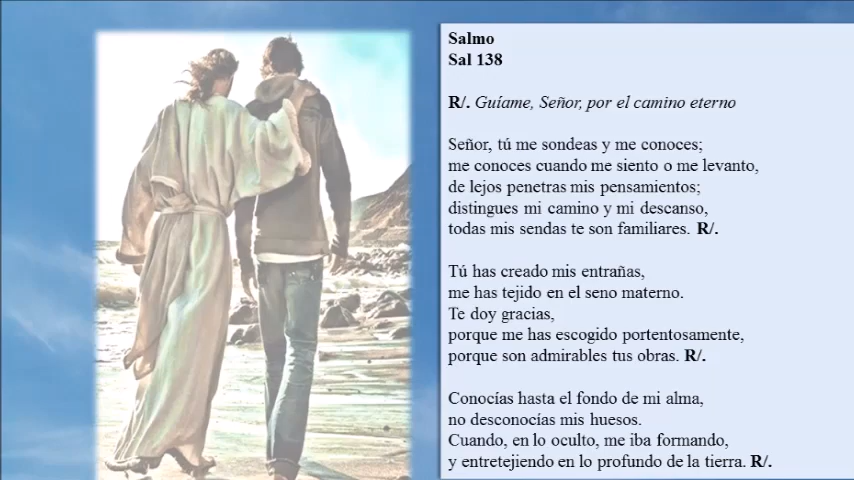 Salmo
Sal 138
R/. Guíame, Señor, por el camino eterno
Señor, tú me sondeas y me conoces;
me conoces cuando me siento o me levanto,
de lejos penetras mis pensamientos;
distingues mi camino y mi descanso,
todas mis sendas te son familiares. R/.
Tú has creado mis entrañas,
me has tejido en el seno materno.
Te doy gracias,
porque me has escogido portentosamente,
porque son admirables tus obras. R/.
Conocías hasta el fondo de mi alma,
no desconocías mis huesos.
Cuando, en lo oculto, me iba formando,
y entretejiendo en lo profundo de la tierra. R/.